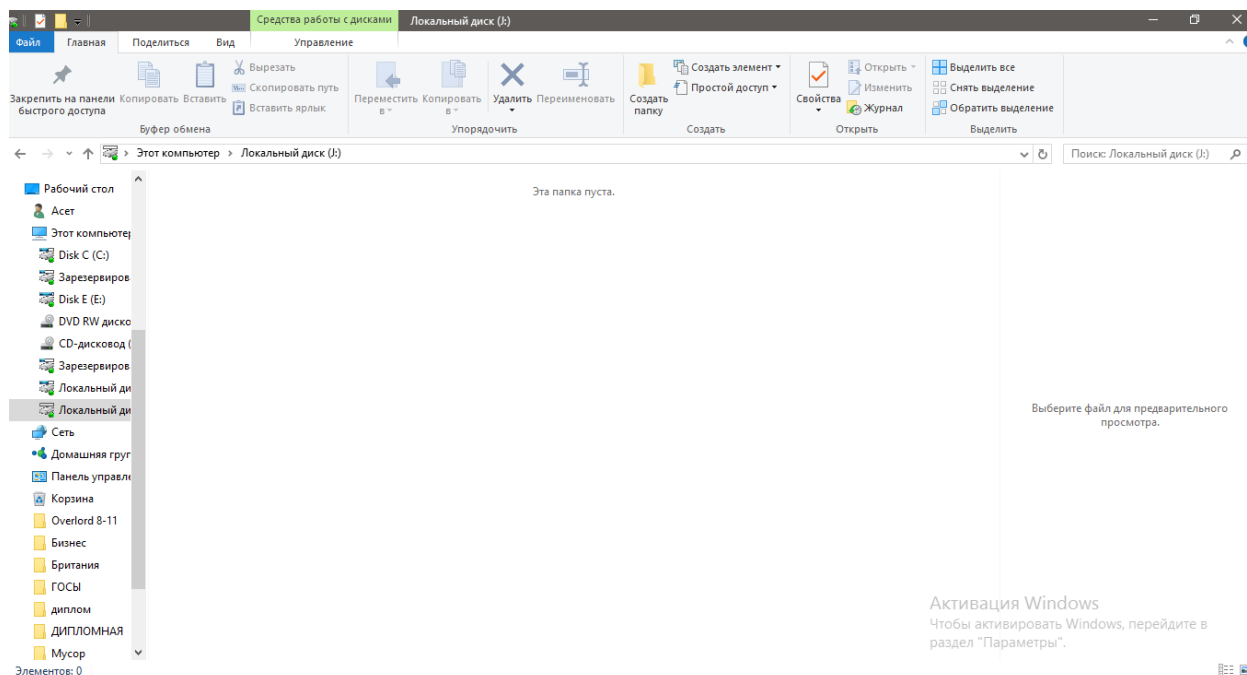 Средства работы с дисками Локальный диск (J:)
Файл Главная Поделиться Вид Управление
Закрепить на панели быстрого доступа
Копировать Вставить
Вырезать
Скопировать путь
Вставить ярлык
Буфер обмена
Переместить в
Копировать в
Удалить Переименовать
Упорядочить
Создать папку
Создать элемент
Простой доступ
Создать
Свойства
Открыть
Изменить
Журнал
Открыть
Выделить все
Снять выделение
Обратить выделение
Выделить
Этот компьютер > Локальный диск (J:)
Поиск: Локальный диск (J:)
Рабочий стол
Асет
Этот компьютер
Disk C (C:)
Зарезервиров
Disk E (E:)
DVD RW диско
CD-дисковод (
Зарезервиров
Локальный ди
Локальный ди
Сеть
Домашняя груп
Панель управле
Корзина
Overlord 8-11
Бизнес
Британия
ГОСЫ
диплом
ДИПЛОМНАЯ
Мусор
Эта папка пуста.
Выберите файл для предварительного
просмотра.
Активация Windows
Чтобы активировать Windows, перейдите в
раздел "Параметры".
Элементов: 0